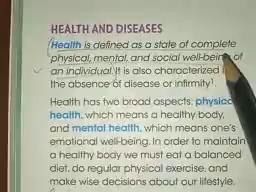 HEALTH AND DISEASES
Health is defined as a state of complete
physical, mental, and social well-being of
an individual. It is also characterized
the absence of disease or infirmity¹.
Health has two broad aspects, physical
health, which means a healthy body,
and mental health, which means one's
emotional well-being. In order to maintain
a healthy body we must eat a balanced
diet, do regular physical exercise, and
make wise decisions about our lifestyle